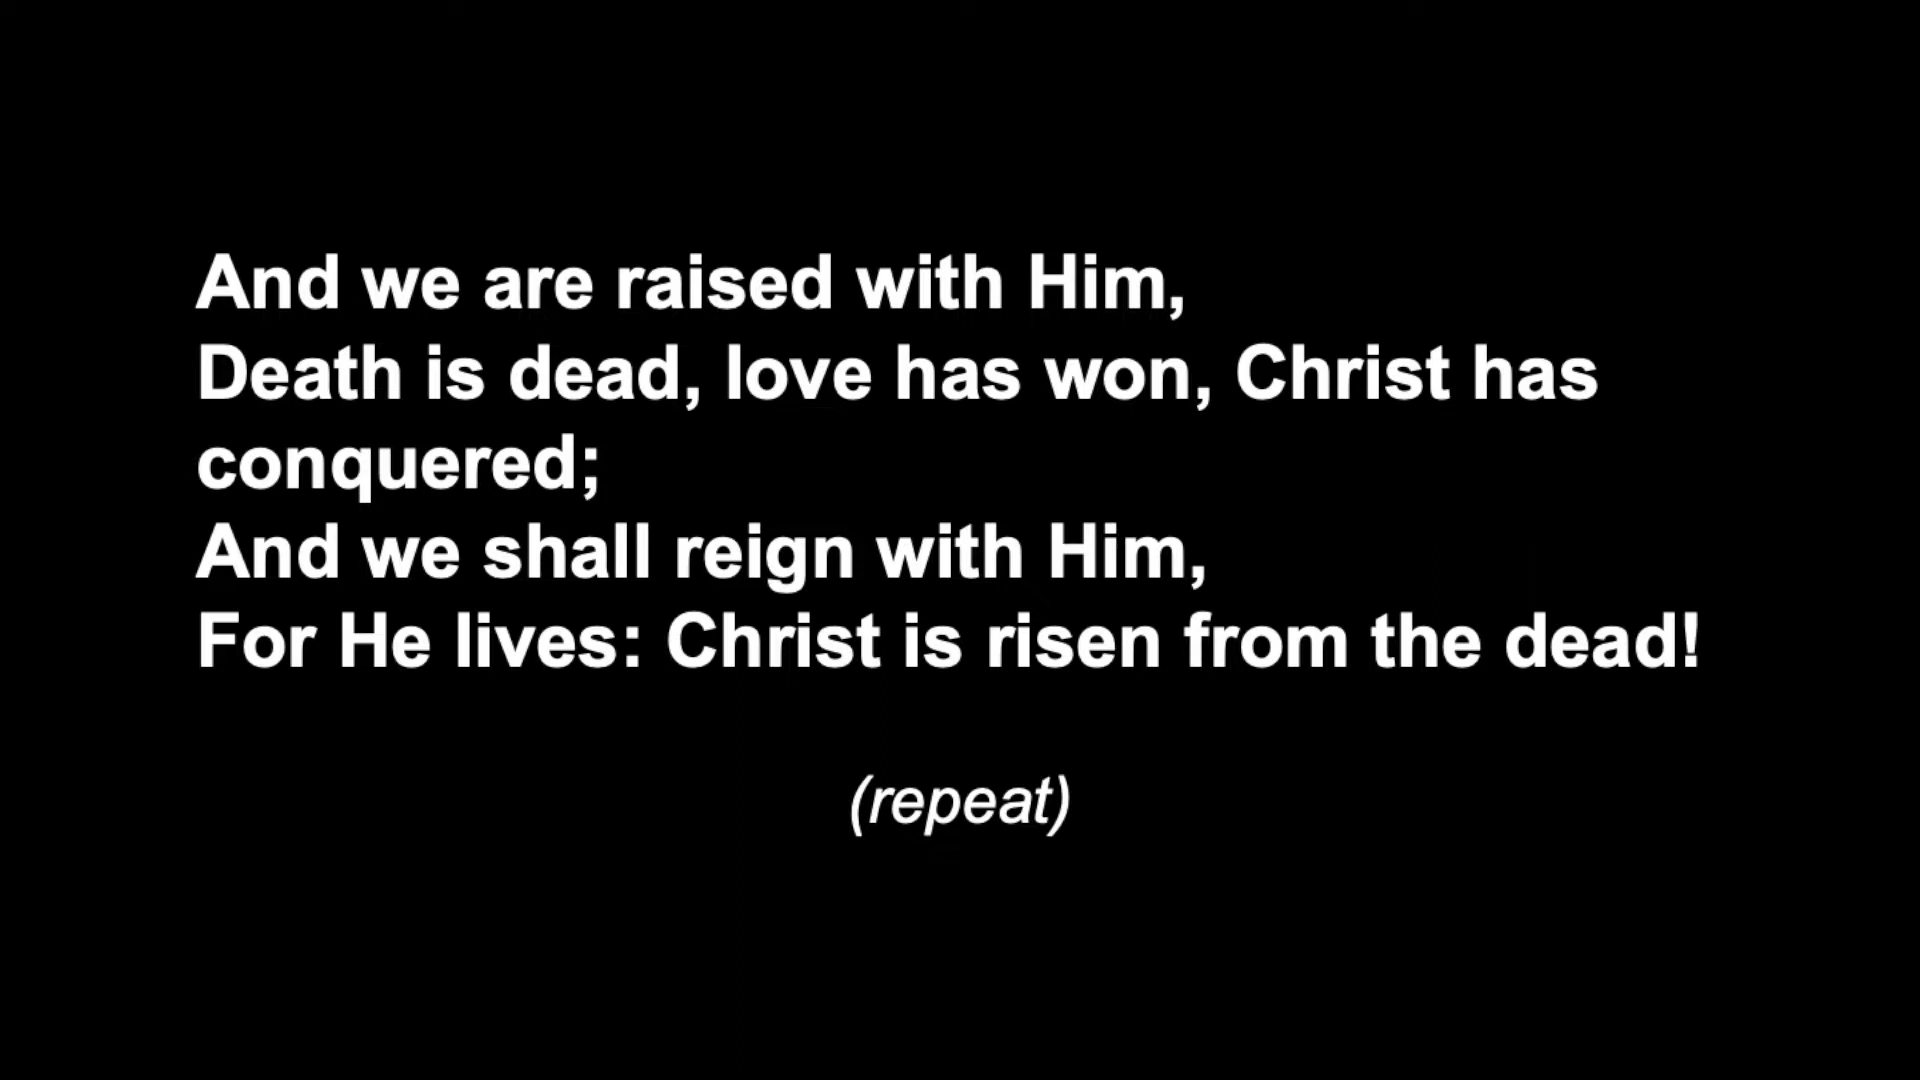 And we are raised with Him,
Death is dead, love has won, Christ has
conquered;
And we shall reign with Him,
For He lives: Christ is risen from the dead!
(repeat)